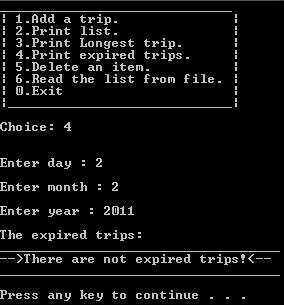 1.Add a trip.
2.Print list.
3.Print Longest trip.
4.Print expired trips.
5.Delete an item.
6.Read the list from file.
0.Exit
Choice: 4
Enter day : 2
Enter month : 2
Enter year : 2011
The expired trips:
-->There are not expired trips!<--
Press any key to continue . . .